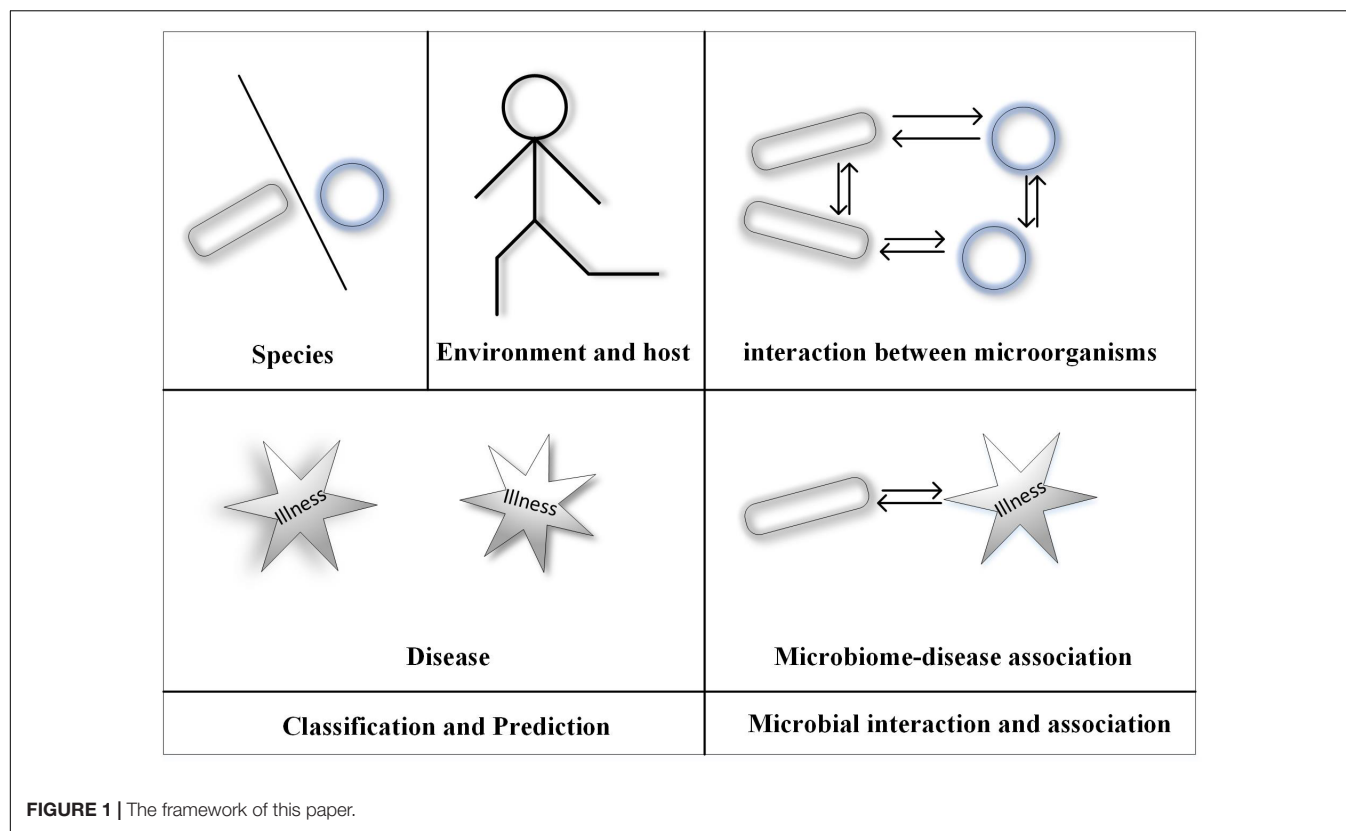 Species
Environment and host
interaction between microorganisms
Illness
Illness
Illness
Disease
Microbiome-disease association
Classification and Prediction
Microbial interaction and association
FIGURE 1 | The framework of this paper.